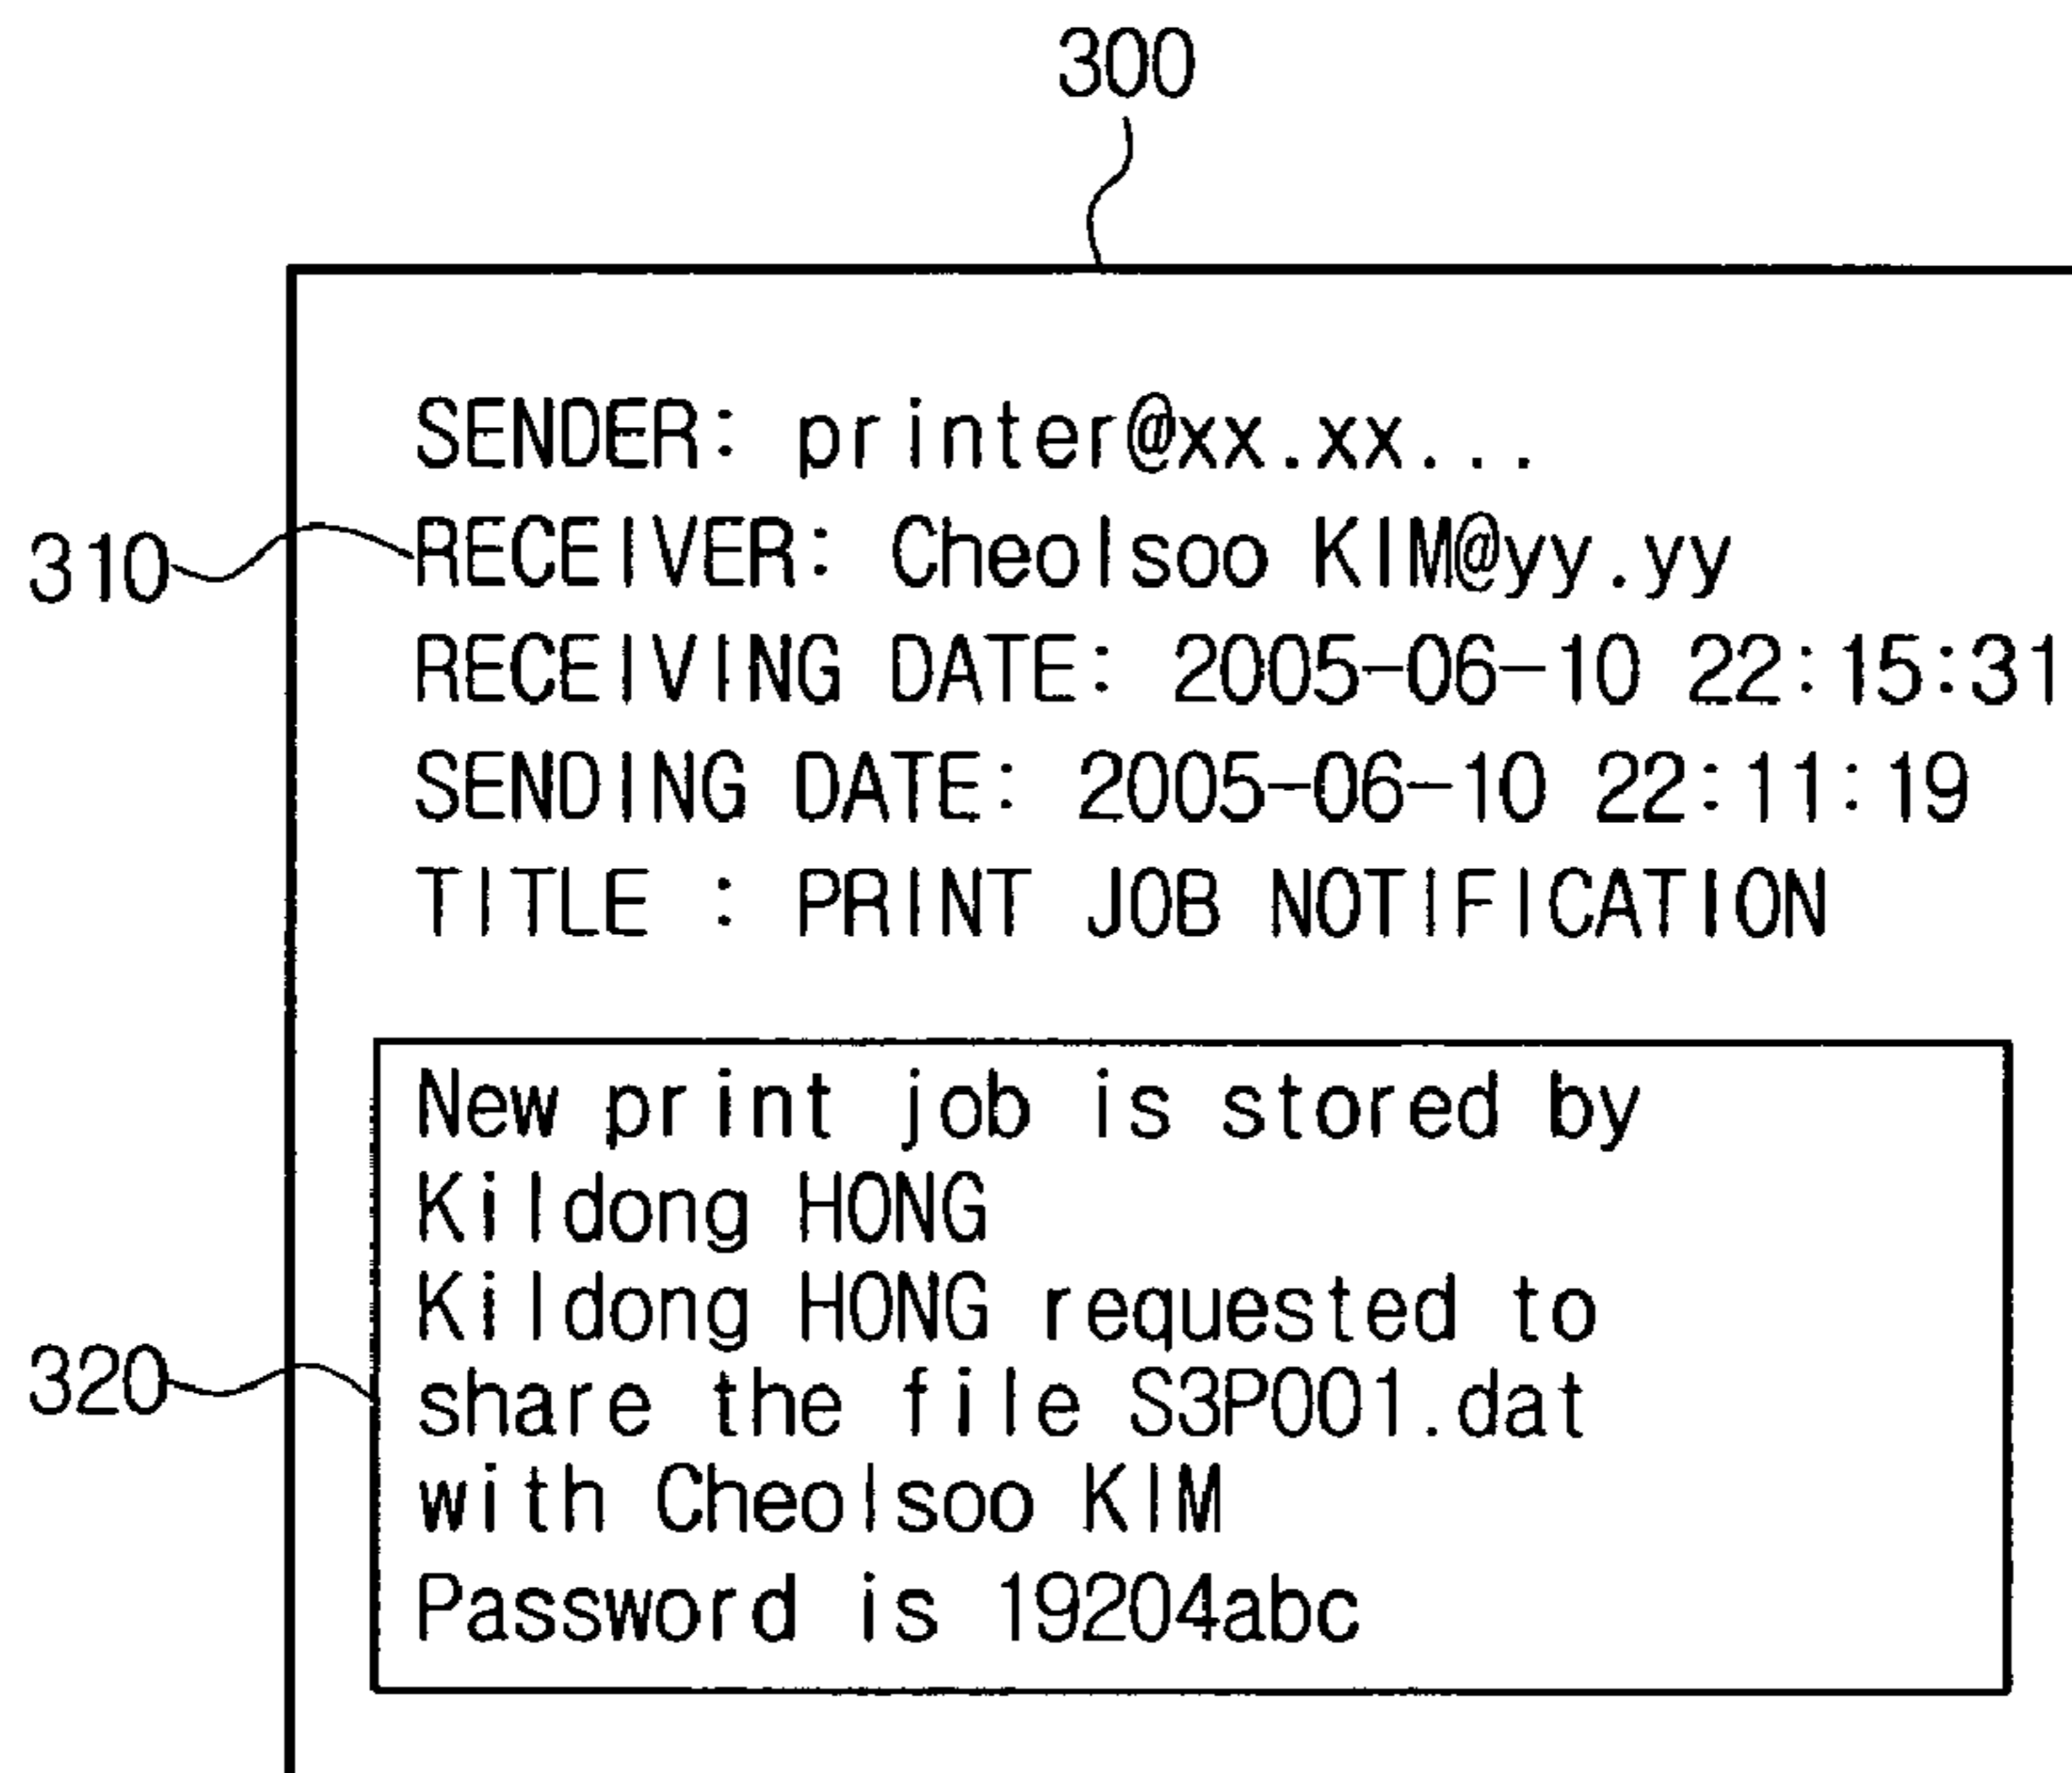 300
SENDER: printer@xx.xx...
310
RECEIVER: Cheolsoo KIM@yy.yy
RECEIVING DATE: 2005-06-10 22:15:31
SENDING DATE: 2005-06-10 22:11:19
TITLE : PRINT JOB NOTIFICATION
New print job is stored by
Kildong HONG
Kildong HONG requested to
320
share the file S3P001.dat
with Cheolsoo KIM
Password is 19204abc